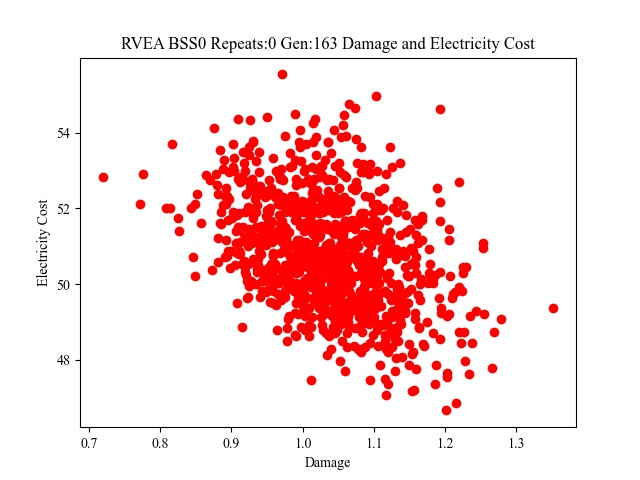 RVEA BSS0 Repeats:0 Gen:163 Damage and Electricity Cost
54
52
50
48
Electricity Cost
0.7 0.8 0.9 1.0 1.1 1.2 1.3
Damage